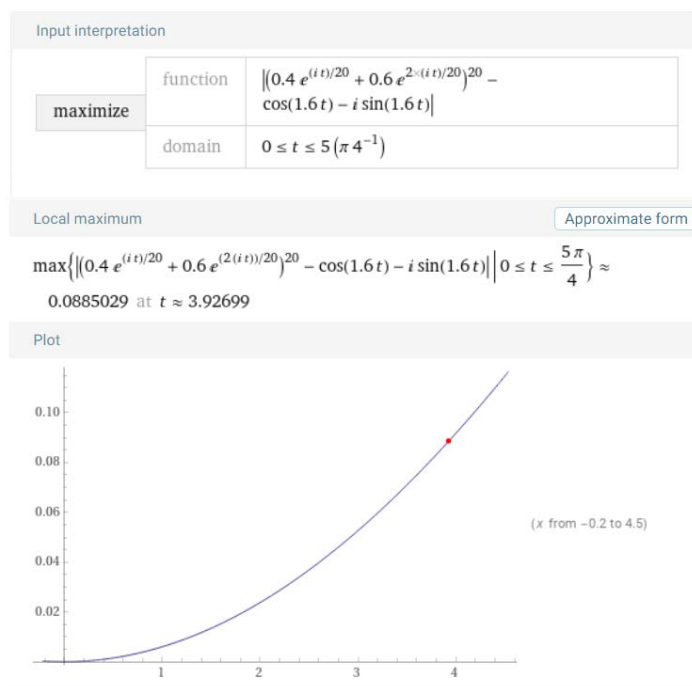 Input interpretation
maximize
function
|(0.4 e^((i t)/20) + 0.6 e^(2×(i t)/20))^20 −
cos(1.6 t) − i sin(1.6 t)|
domain
0 ≤ t ≤ 5 (π 4^(−1))
Local maximum
Approximate form
max{|(0.4 e^((i t)/20) + 0.6 e^((2 (i t))/20))^20 − cos(1.6 t) − i sin(1.6 t)| | 0 ≤ t ≤ 5 π/4} ≈
0.0885029 at t ≈ 3.92699
Plot
0.10
0.08
0.06
0.04
0.02
1 2 3 4
(x from −0.2 to 4.5)